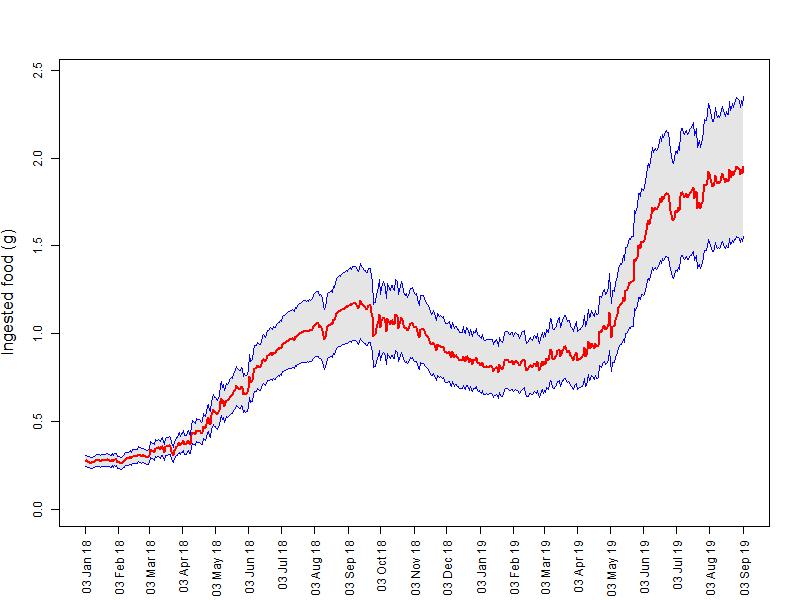 Ingested food (g)
2.5
2.0
1.5
1.0
0.5
0.0
03 Jan 18
03 Feb 18
03 Mar 18
03 Apr 18
03 May 18
03 Jun 18
03 Jul 18
03 Aug 18
03 Sep 18
03 Oct 18
03 Nov 18
03 Dec 18
03 Jan 19
03 Feb 19
03 Mar 19
03 Apr 19
03 May 19
03 Jun 19
03 Jul 19
03 Aug 19
03 Sep 19